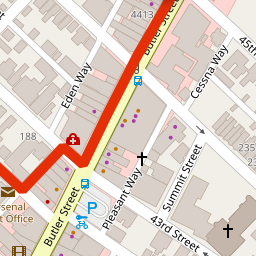 4413
Butler Street
Cessna Way
45th
Eden Way
188
235
Summit Street
Pleasant Way
Butler Street
43rd Street
senal
t Office
P